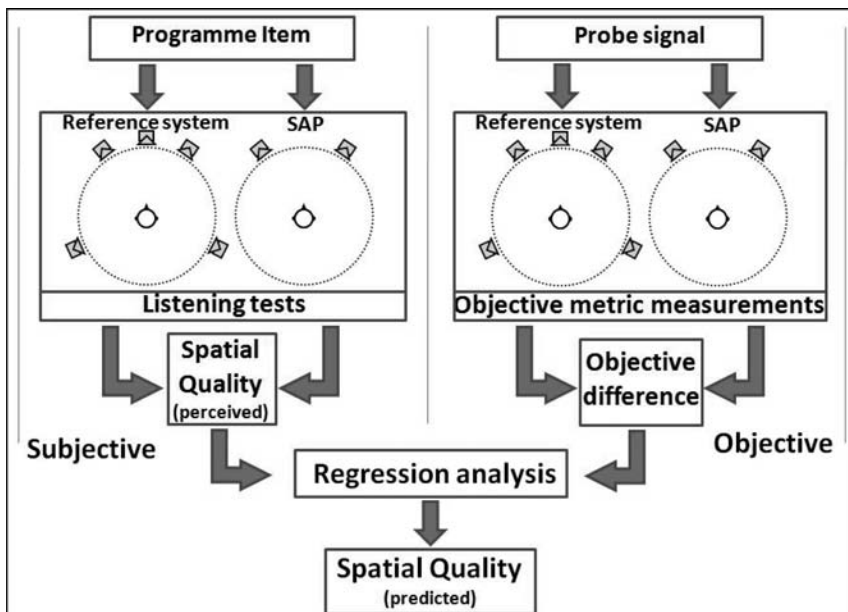 Programme Item
Reference system
SAP
Listening tests
Spatial
Quality
(perceived)
Subjective
Probe signal
Reference system
SAP
Objective metric measurements
Objective
difference
Objective
Regression analysis
Spatial Quality
(predicted)